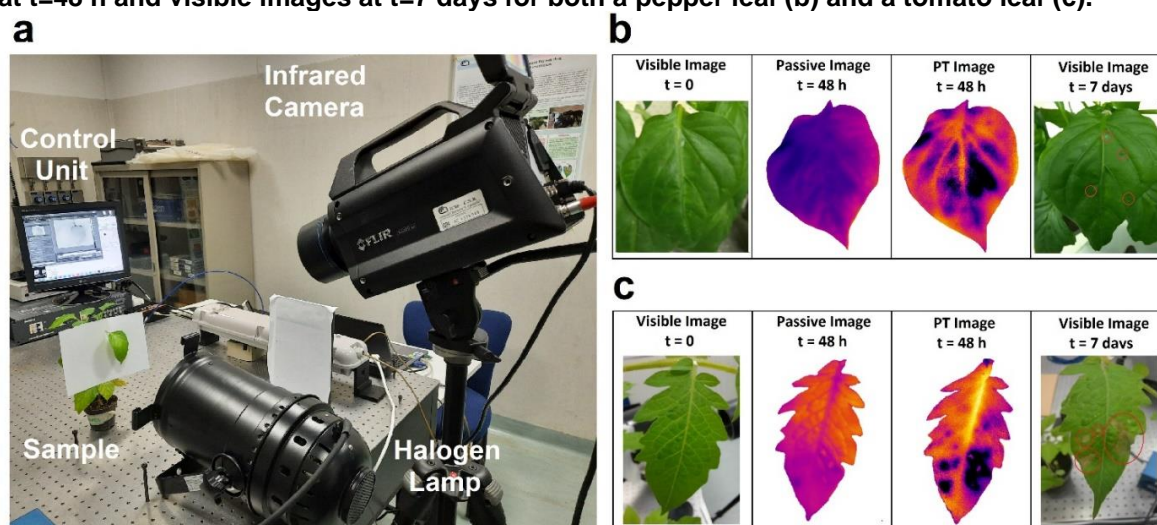 at t=48 h and visible images at t=7 days for both a pepper leaf (b) and a tomato leaf (c).
a
b
Infrared
Camera
Control
Unit
FLIR
Sample
Halogen
Lamp
Visible Image
t = 0
Passive Image
t = 48 h
PT Image
t = 48 h
Visible Image
t = 7 days
c
Visible Image
t = 0
Passive Image
t = 48 h
PT Image
t = 48 h
Visible Image
t = 7 days